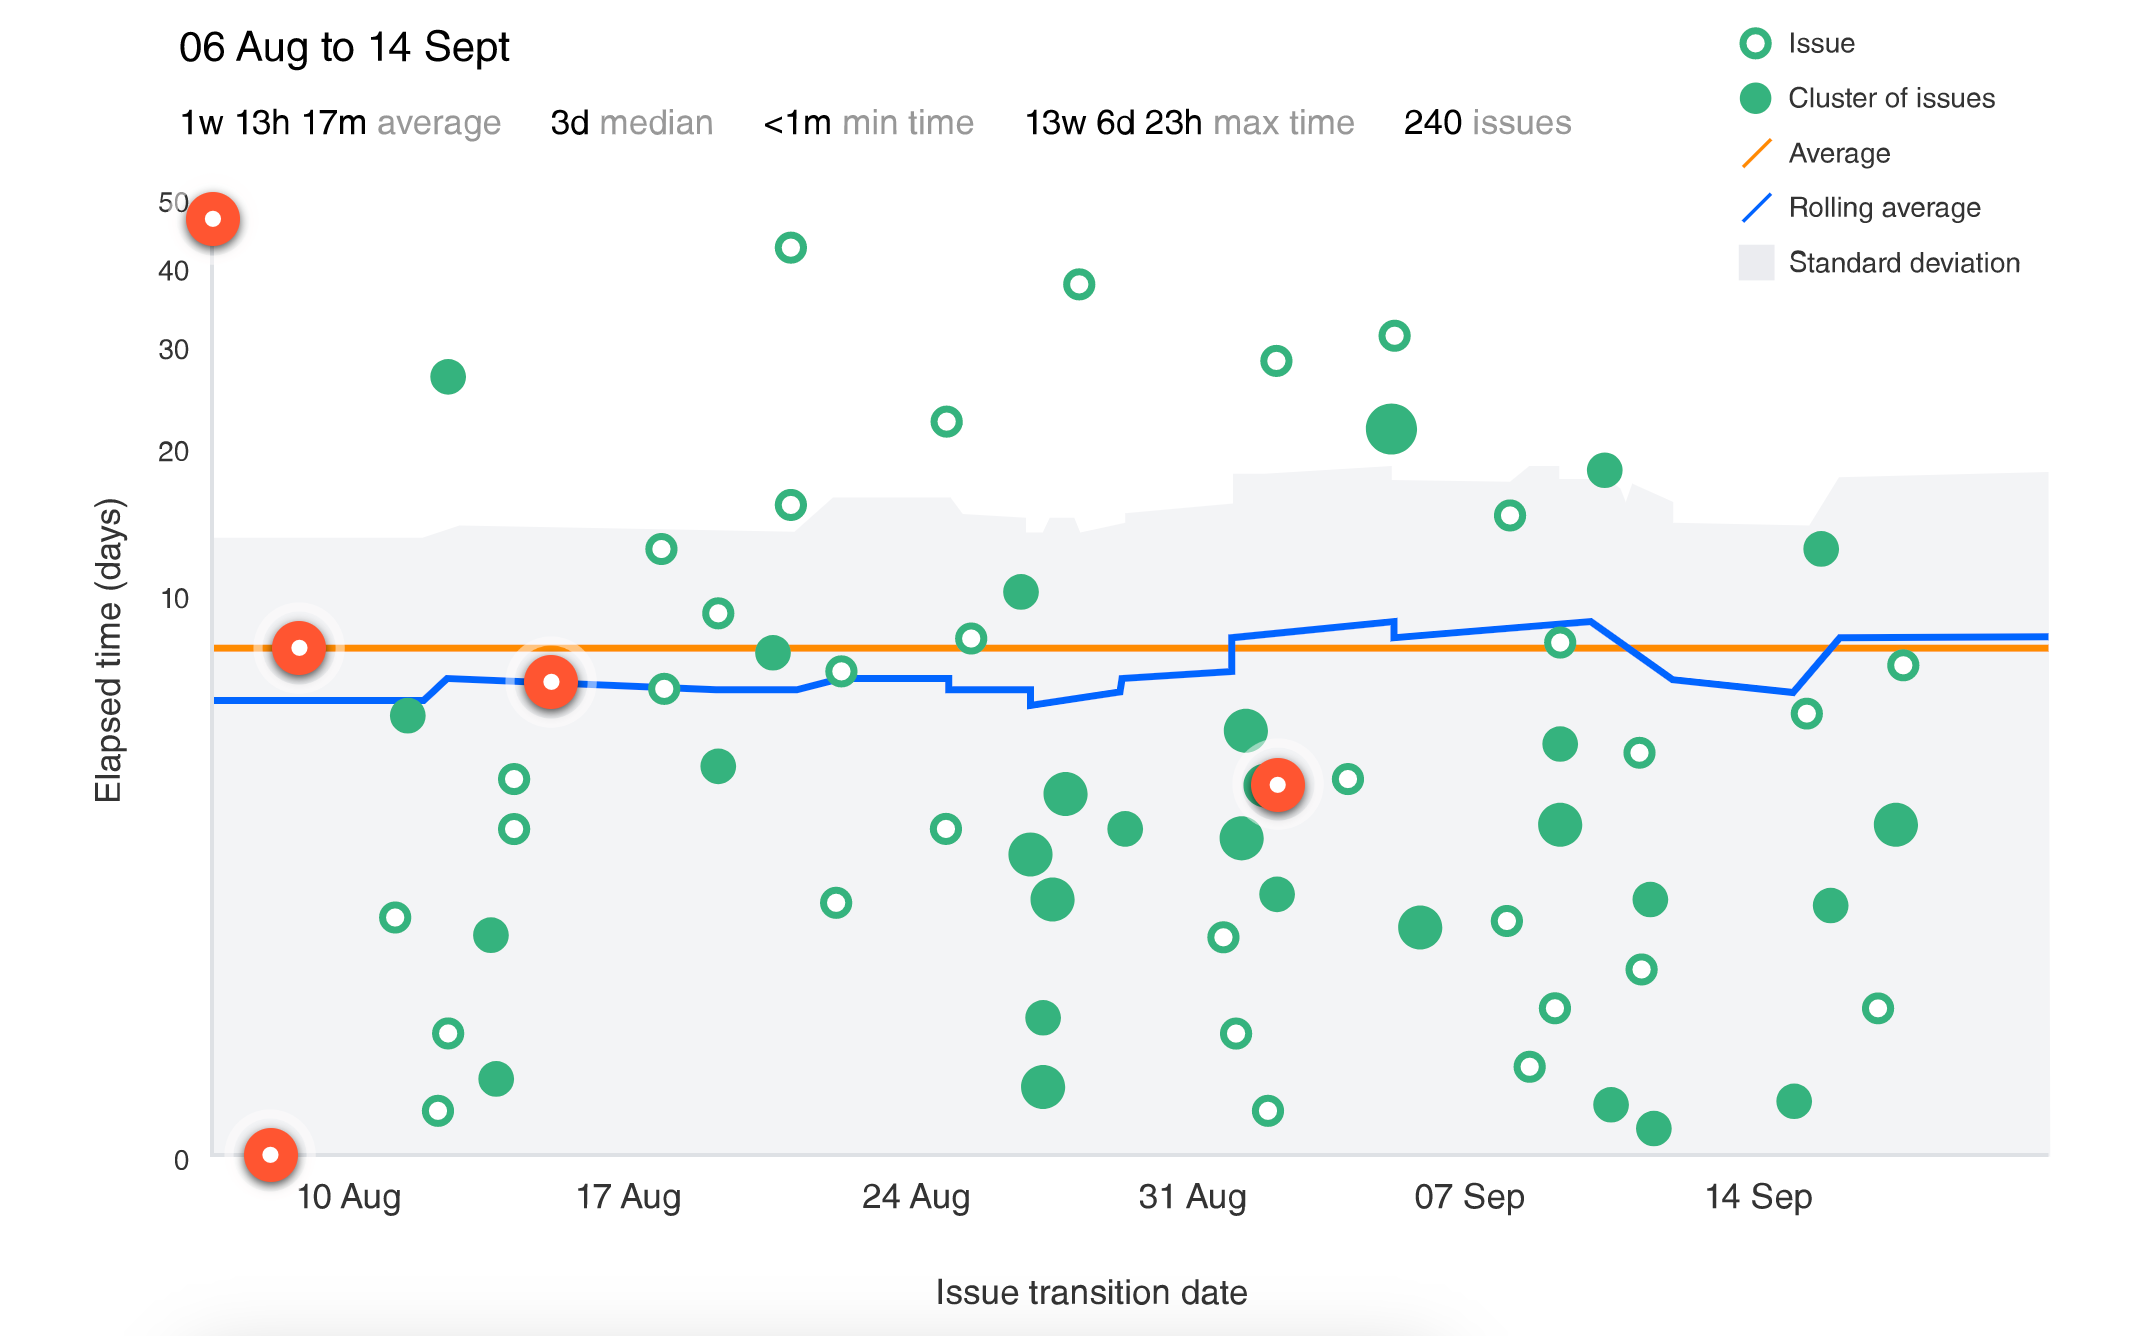 06 Aug to 14 Sept
1w 13h 17m average 3d median <1m min time 13w 6d 23h max time 240 issues
Issue
Cluster of issues
Average
Rolling average
Standard deviation
50
40
30
20
10
0
Elapsed time (days)
10 Aug 17 Aug 24 Aug 31 Aug 07 Sep 14 Sep
Issue transition date